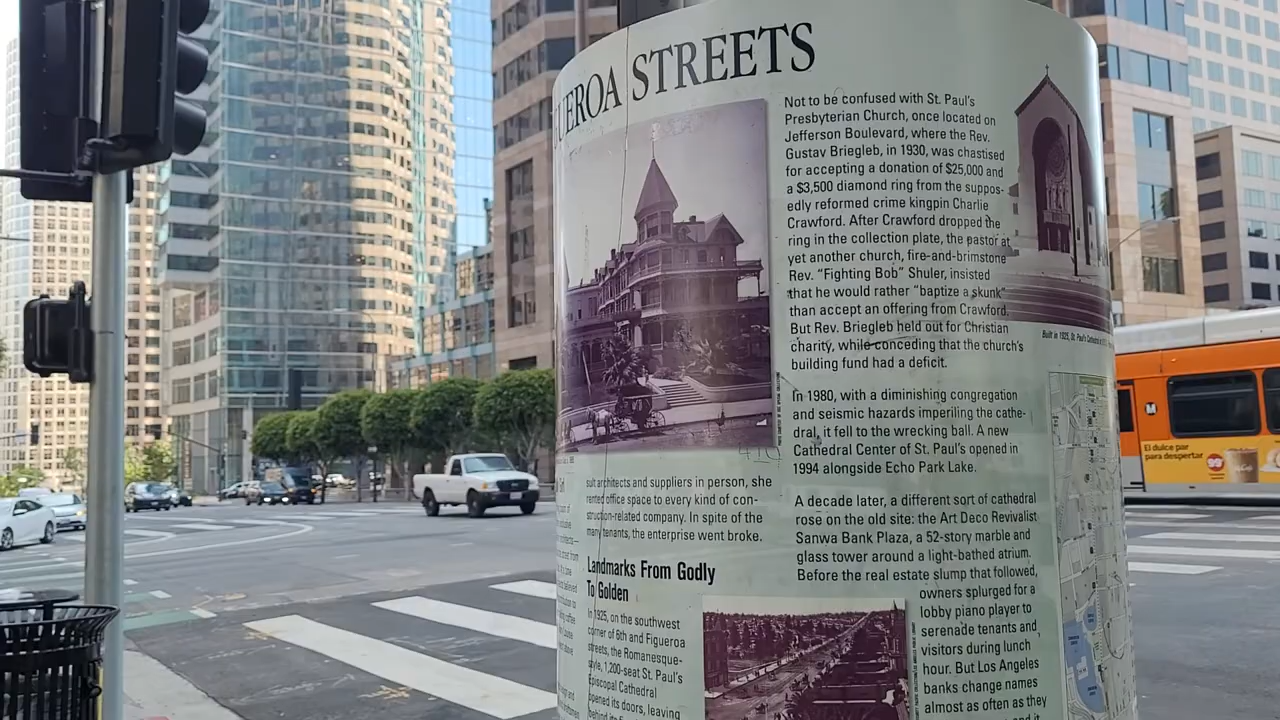 UEROA STREETS
Not to be confused with St. Paul's
Presbyterian Church, once located on
Jefferson Boulevard, where the Rev.
Gustav Briegleb, in 1930, was chastised
for accepting a donation of $25,000 and
a $3,500 diamond ring from the suppos-
edly reformed crime kingpin Charlie
Crawford. After Crawford dropped the
ring in the collection plate, the pastor at
yet another church, fire-and-brimstone
Rev. "Fighting Bob" Shuler, insisted
that he would rather "baptize a skunk"
than accept an offering from Crawford.
But Rev. Briegleb held out for Christian
charity, while conceding that the church's
building fund had a deficit.
In 1980, with a diminishing congregation
and seismic hazards imperiling the cathe-
dral, it fell to the wrecking ball. A new
Cathedral Center of St. Paul's opened in
1994 alongside Echo Park Lake.
A decade later, a different sort of cathedral
rose on the old site: the Art Deco Revivalist
Sanwa Bank Plaza, a 52-story marble and
glass tower around a light-bathed atrium.
Before the real estate slump that followed,
owners splurged for a
lobby piano player to
serenade tenants and
visitors during lunch
hour. But Los Angeles
banks change names
almost as often as they
sult architects and suppliers in person, she
rented office space to every kind of con-
struction-related company. In spite of the
many tenants, the enterprise went broke.
Landmarks From Godly
To Golden
In 1925, on the southwest
corner of 6th and Figueroa
streets, the Romanesque-
style, 1,200-seat St. Paul's
Episcopal Cathedral
opened its doors, leaving
Built in 1925, St. Paul's
M
El dulce par
para despertar